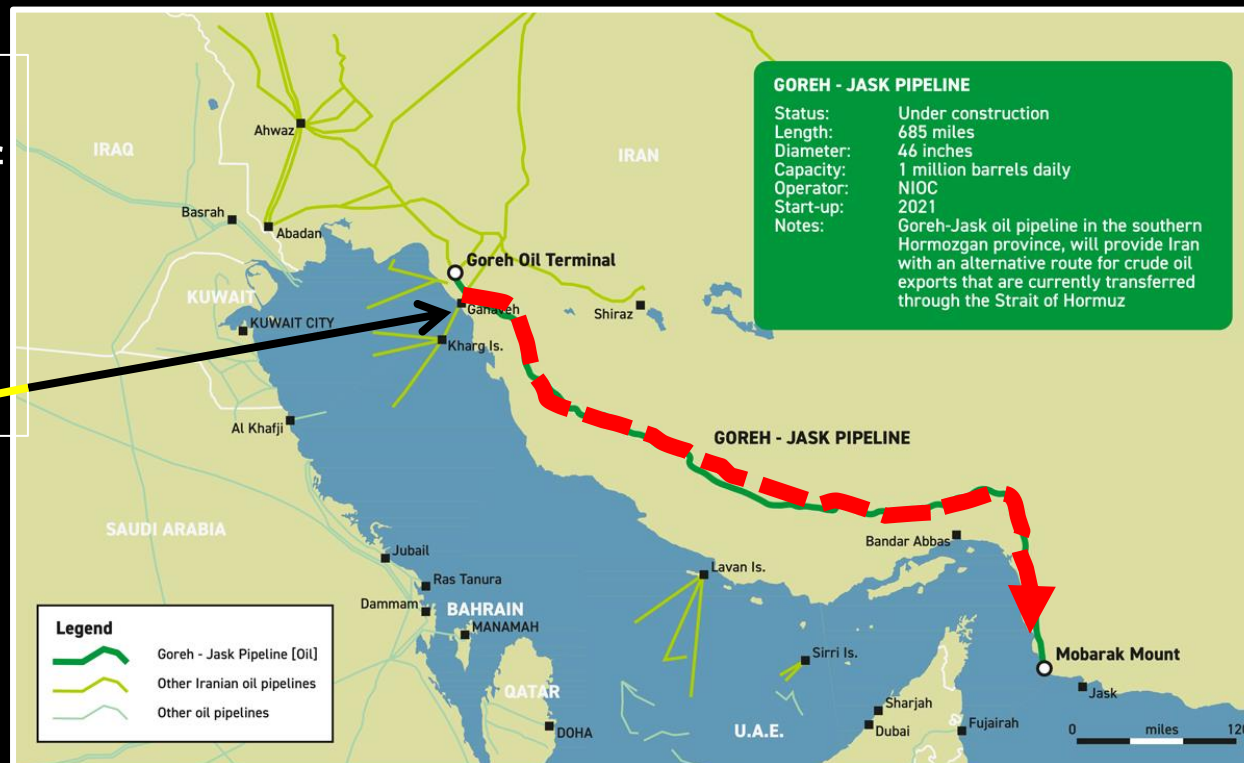 GOREH - JASK PIPELINE
Status: Under construction
Length: 685 miles
Diameter: 46 inches
Capacity: 1 million barrels daily
Operator: NIOC
Start-up: 2021
Notes: Goreh-Jask oil pipeline in the southern
Hormozgan province, will provide Iran
with an alternative route for crude oil
exports that are currently transferred
through the Strait of Hormuz
Ahwaz
IRAQ
IRAN
Basrah
Abadan
Goreh Oil Terminal
KUWAIT
Ganaveh
Shiraz
KUWAIT CITY
Kharg Is.
Al Khafji
GOREH - JASK PIPELINE
SAUDI ARABIA
Bandar Abbas
Jubail
Lavan Is.
Ras Tanura
Dammam
BAHRAIN
MANAMAH
Sirri Is.
Mobarak Mount
Jask
QATAR
Sharjah
DOHA
U.A.E.
Dubai
Fujairah
0 miles 120
Legend
Goreh - Jask Pipeline [Oil]
Other Iranian oil pipelines
Other oil pipelines